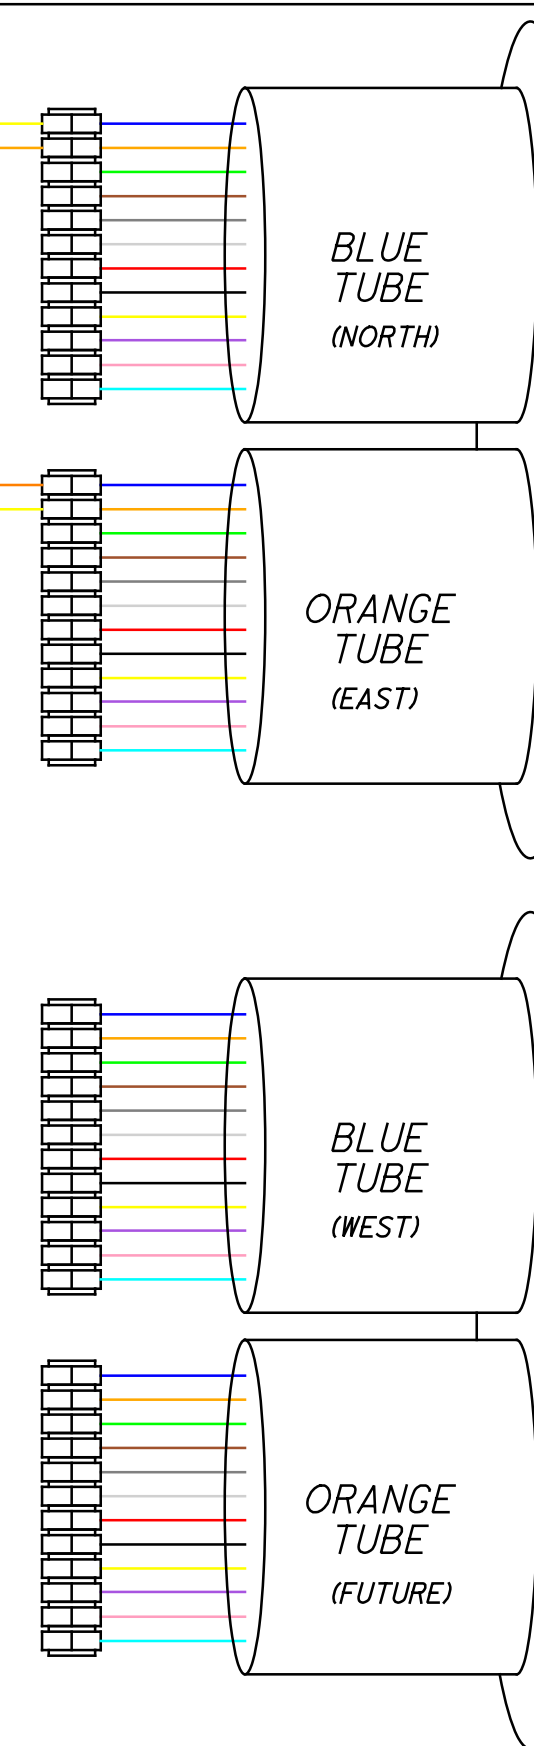 BLUE
TUBE
(NORTH)
ORANGE
TUBE
(EAST)
BLUE
TUBE
(WEST)
ORANGE
TUBE
(FUTURE)